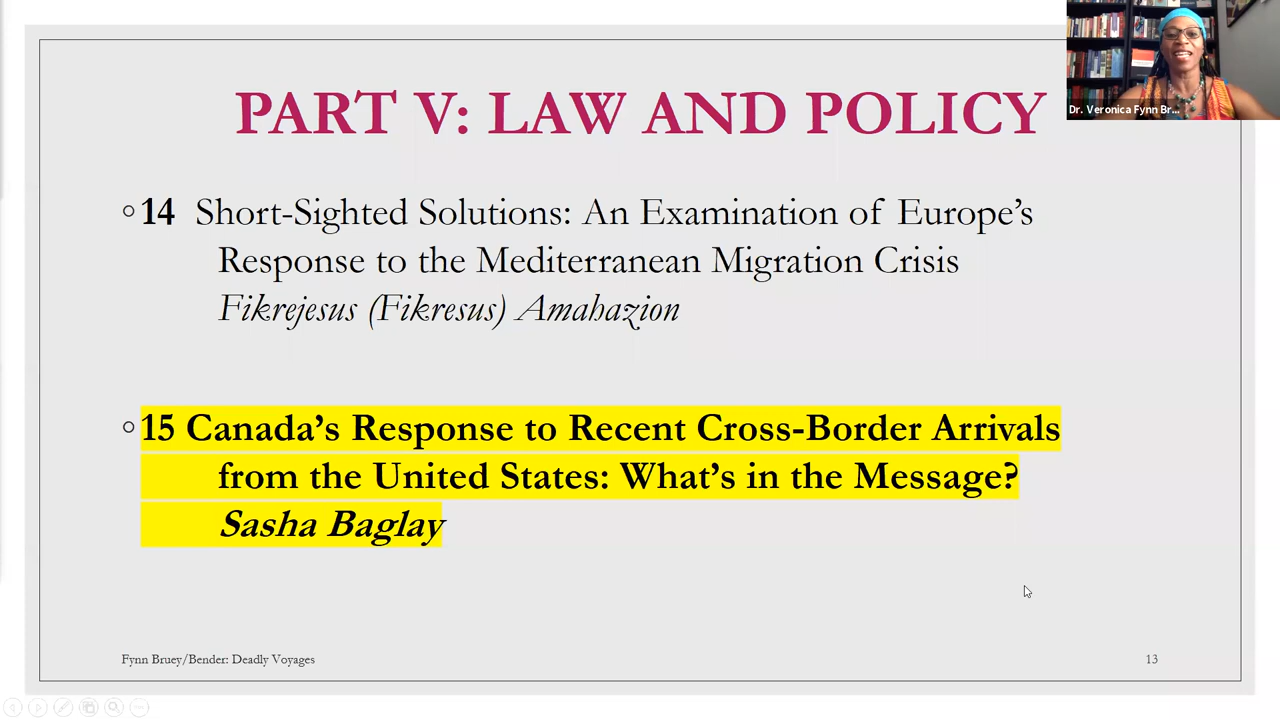 Dr. Veronica Fynn Br...
PART V: LAW AND POLICY
14 Short-Sighted Solutions: An Examination of Europe’s
Response to the Mediterranean Migration Crisis
Fikrejesus (Fikresus) Amahazion
15 Canada’s Response to Recent Cross-Border Arrivals
from the United States: What’s in the Message?
Sasha Baglay
Fynn Bruey/Bender: Deadly Voyages
13